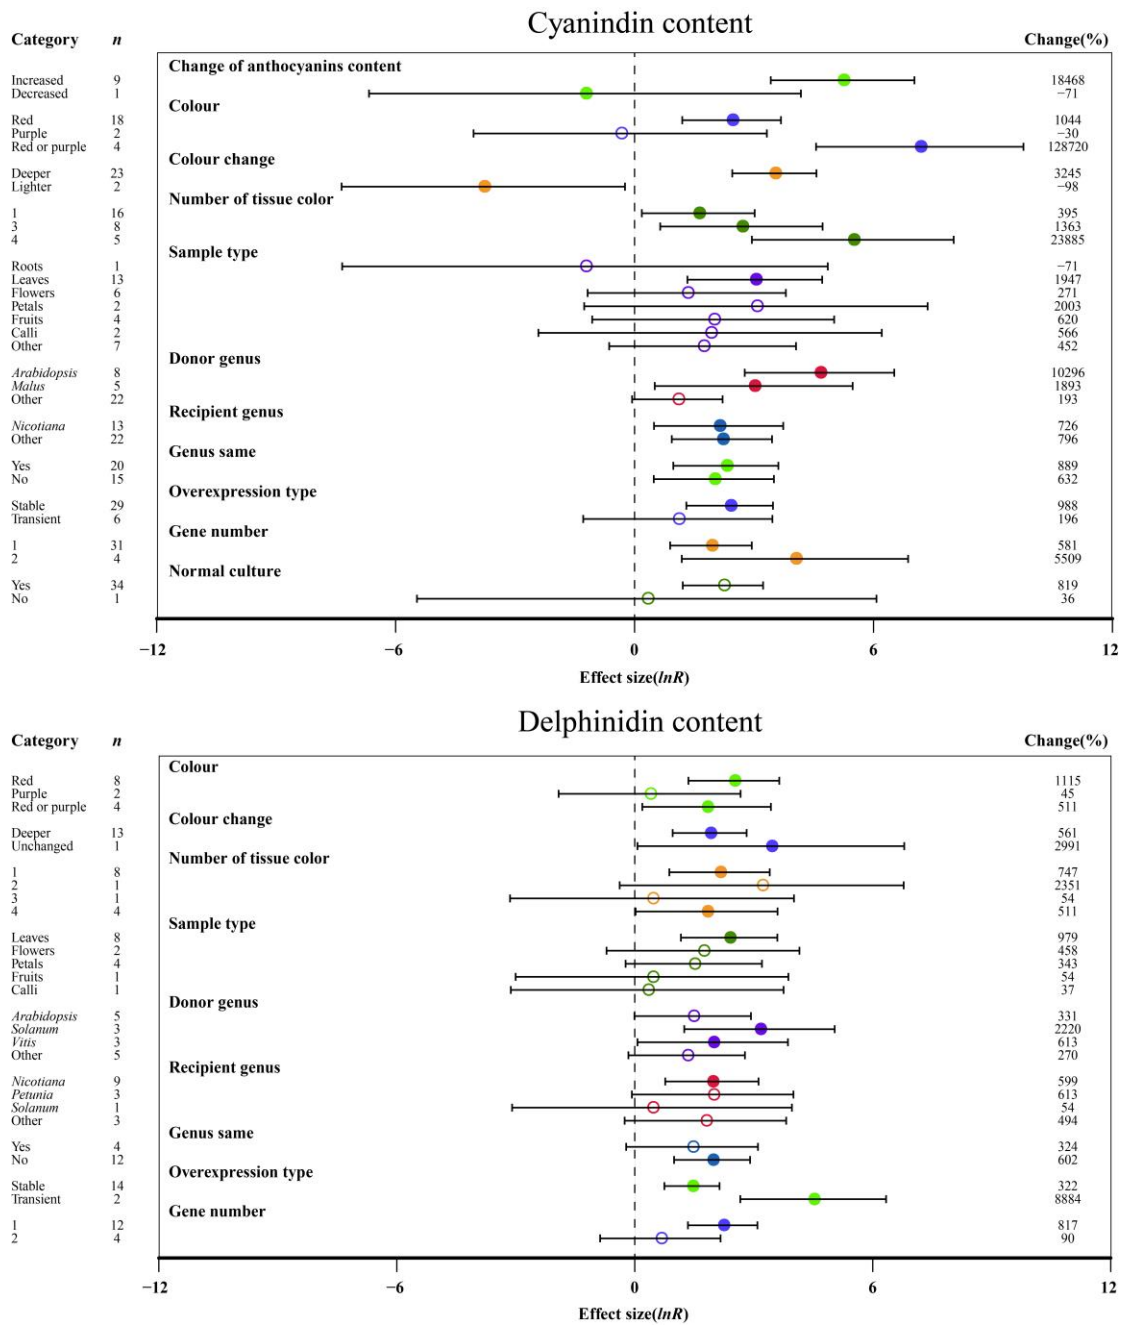 Cyanindin content
Category n Change(%)
Change of anthocyanins content
Increased 9 18468
Decreased 1 −71
Colour
Red 18 1044
Purple 2 −30
Red or purple 4 128720
Colour change
Deeper 23 3245
Lighter 2 −98
Number of tissue color
1 16 395
3 8 1363
4 5 23885
Sample type
Roots 1 −71
Leaves 13 1947
Flowers 6 271
Petals 2 2003
Fruits 4 620
Calli 2 566
Other 7 452
Donor genus
Arabidopsis 8 10296
Malus 5 1893
Other 22 193
Recipient genus
Nicotiana 13 726
Other 22 796
Genus same
Yes 20 889
No 15 632
Overexpression type
Stable 29 988
Transient 6 196
Gene number
1 31 581
2 4 5509
Normal culture
Yes 34 819
No 1 36
−12 −6 0 6 12
Effect size(lnR)
Delphinidin content
Category n Change(%)
Colour
Red 8 1115
Purple 2 45
Red or purple 4 511
Colour change
Deeper 13 561
Unchanged 1 2991
Number of tissue color
1 8 747
2 1 2351
3 1 54
4 4 511
Sample type
Leaves 8 979
Flowers 2 458
Petals 4 343
Fruits 1 54
Calli 1 37
Donor genus
Arabidopsis 5 331
Solanum 3 2220
Vitis 3 613
Other 5 270
Recipient genus
Nicotiana 9 599
Petunia 3 613
Solanum 1 54
Other 3 494
Genus same
Yes 4 324
No 12 602
Overexpression type
Stable 14 322
Transient 2 8884
Gene number
1 12 817
2 4 90
−12 −6 0 6 12
Effect size(lnR)